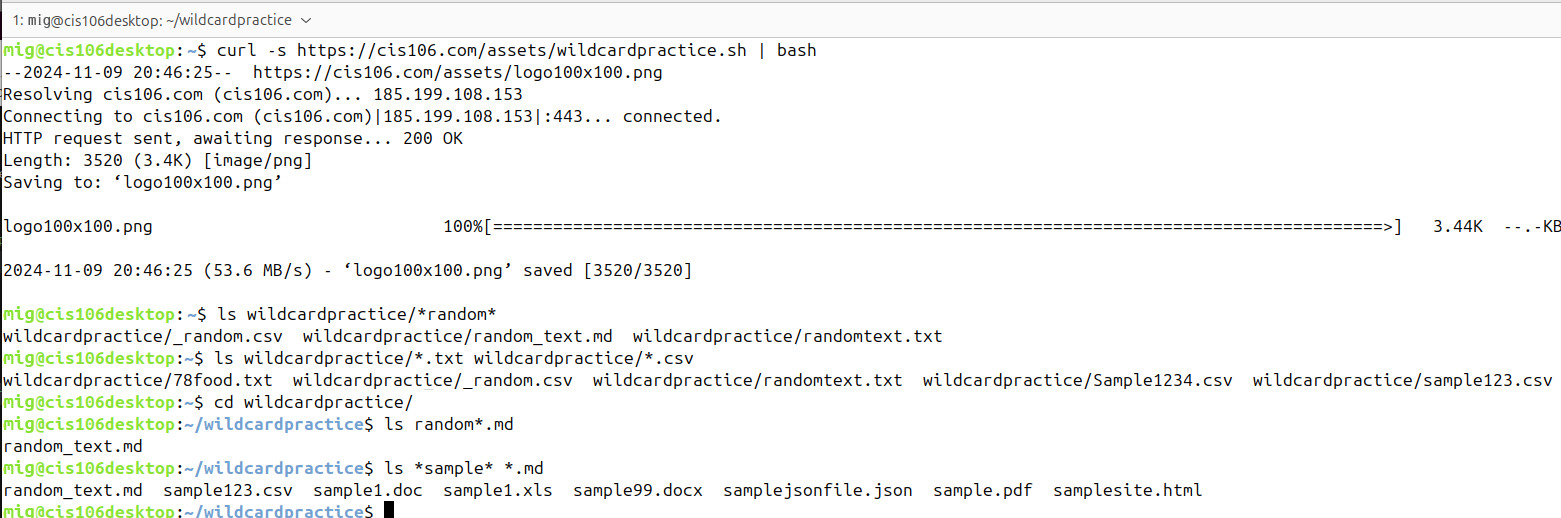 1: mig@cis106desktop: ~/wildcardpractice
mig@cis106desktop:~$ curl -s https://cis106.com/assets/wildcardpractice.sh | bash
--2024-11-09 20:46:25--  https://cis106.com/assets/logo100x100.png
Resolving cis106.com (cis106.com)... 185.199.108.153
Connecting to cis106.com (cis106.com)|185.199.108.153|:443... connected.
HTTP request sent, awaiting response... 200 OK
Length: 3520 (3.4K) [image/png]
Saving to: ‘logo100x100.png’
logo100x100.png                             100%[=========================================================================================>]   3.44K  --.-KB
2024-11-09 20:46:25 (53.6 MB/s) - ‘logo100x100.png’ saved [3520/3520]
mig@cis106desktop:~$ ls wildcardpractice/*random*
wildcardpractice/_random.csv  wildcardpractice/random_text.md  wildcardpractice/randomtext.txt
mig@cis106desktop:~$ ls wildcardpractice/*.txt wildcardpractice/*.csv
wildcardpractice/78food.txt  wildcardpractice/_random.csv  wildcardpractice/randomtext.txt  wildcardpractice/Sample1234.csv  wildcardpractice/sample123.csv
mig@cis106desktop:~$ cd wildcardpractice/
mig@cis106desktop:~/wildcardpractice$ ls random*.md
random_text.md
mig@cis106desktop:~/wildcardpractice$ ls *sample* *.md
random_text.md  sample123.csv  sample1.doc  sample1.xls  sample99.docx  samplejsonfile.json  sample.pdf  samplesite.html
mig@cis106desktop:~/wildcardpractice$